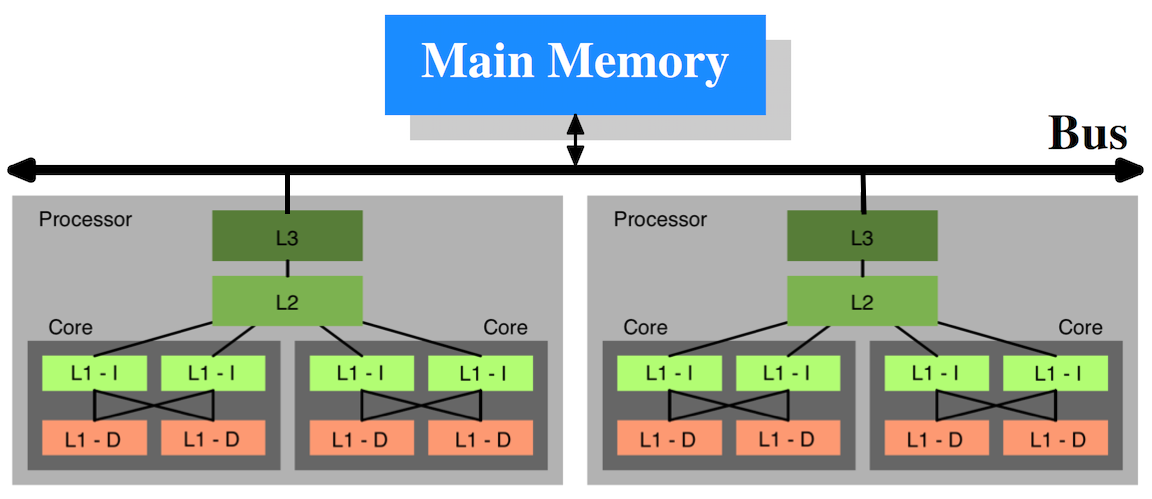 Main Memory
Bus
Processor
L3
L2
Core
Core
L1 - I
L1 - I
L1 - I
L1 - I
L1 - D
L1 - D
L1 - D
L1 - D
Processor
L3
L2
Core
Core
L1 - I
L1 - I
L1 - I
L1 - I
L1 - D
L1 - D
L1 - D
L1 - D